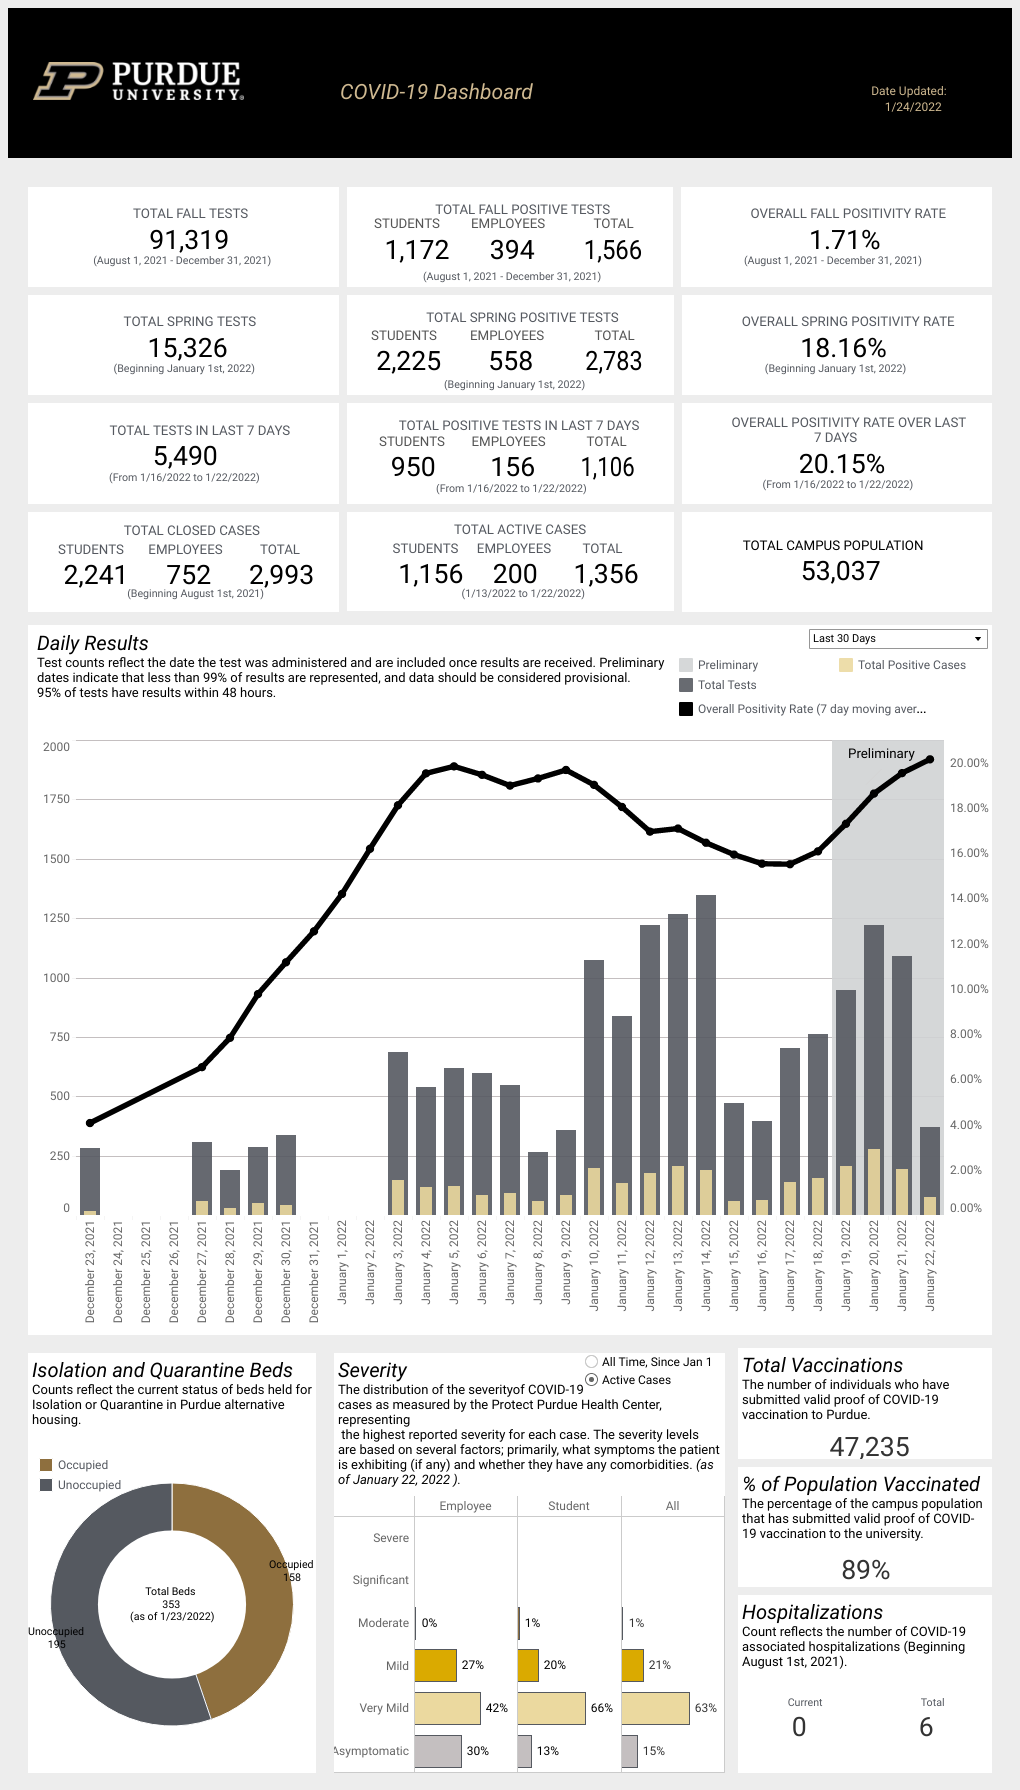 PURDUE
UNIVERSITY®
COVID-19 Dashboard
Date Updated:
1/24/2022
TOTAL FALL TESTS
91,319
(August 1, 2021 - December 31, 2021)
TOTAL FALL POSITIVE TESTS
STUDENTS EMPLOYEES TOTAL
1,172 394 1,566
(August 1, 2021 - December 31, 2021)
OVERALL FALL POSITIVITY RATE
1.71%
(August 1, 2021 - December 31, 2021)
TOTAL SPRING TESTS
15,326
(Beginning January 1st, 2022)
TOTAL SPRING POSITIVE TESTS
STUDENTS EMPLOYEES TOTAL
2,225 558 2,783
(Beginning January 1st, 2022)
OVERALL SPRING POSITIVITY RATE
18.16%
(Beginning January 1st, 2022)
TOTAL TESTS IN LAST 7 DAYS
5,490
(From 1/16/2022 to 1/22/2022)
TOTAL POSITIVE TESTS IN LAST 7 DAYS
STUDENTS EMPLOYEES TOTAL
950 156 1,106
(From 1/16/2022 to 1/22/2022)
OVERALL POSITIVITY RATE OVER LAST
7 DAYS
20.15%
(From 1/16/2022 to 1/22/2022)
TOTAL CLOSED CASES
STUDENTS EMPLOYEES TOTAL
2,241 752 2,993
(Beginning August 1st, 2021)
TOTAL ACTIVE CASES
STUDENTS EMPLOYEES TOTAL
1,156 200 1,356
(1/13/2022 to 1/22/2022)
TOTAL CAMPUS POPULATION
53,037
Daily Results
Test counts reflect the date the test was administered and are included once results are received. Preliminary
dates indicate that less than 99% of results are represented, and data should be considered provisional.
95% of tests have results within 48 hours.
Last 30 Days
Preliminary
Total Positive Cases
Total Tests
Overall Positivity Rate (7 day moving aver...
Preliminary
2000
1750
1500
1250
1000
750
500
250
0
20.00%
18.00%
16.00%
14.00%
12.00%
10.00%
8.00%
6.00%
4.00%
2.00%
0.00%
December 23, 2021
December 24, 2021
December 25, 2021
December 26, 2021
December 27, 2021
December 28, 2021
December 29, 2021
December 30, 2021
December 31, 2021
January 1, 2022
January 2, 2022
January 3, 2022
January 4, 2022
January 5, 2022
January 6, 2022
January 7, 2022
January 8, 2022
January 9, 2022
January 10, 2022
January 11, 2022
January 12, 2022
January 13, 2022
January 14, 2022
January 15, 2022
January 16, 2022
January 17, 2022
January 18, 2022
January 19, 2022
January 20, 2022
January 21, 2022
January 22, 2022
Isolation and Quarantine Beds
Counts reflect the current status of beds held for
Isolation or Quarantine in Purdue alternative
housing.
Occupied
Unoccupied
Occupied
158
Total Beds
353
(as of 1/23/2022)
Unoccupied
195
Severity
All Time, Since Jan 1
Active Cases
The distribution of the severityof COVID-19
cases as measured by the Protect Purdue Health Center,
representing
the highest reported severity for each case. The severity levels
are based on several factors; primarily, what symptoms the patient
is exhibiting (if any) and whether they have any comorbidities. (as
of January 22, 2022 ).
Employee Student All
Severe
Significant
Moderate 0% 1% 1%
Mild 27% 20% 21%
Very Mild 42% 66% 63%
Asymptomatic 30% 13% 15%
Total Vaccinations
The number of individuals who have
submitted valid proof of COVID-19
vaccination to Purdue.
47,235
% of Population Vaccinated
The percentage of the campus population
that has submitted valid proof of COVID-
19 vaccination to the university.
89%
Hospitalizations
Count reflects the number of COVID-19
associated hospitalizations (Beginning
August 1st, 2021).
Current Total
0 6